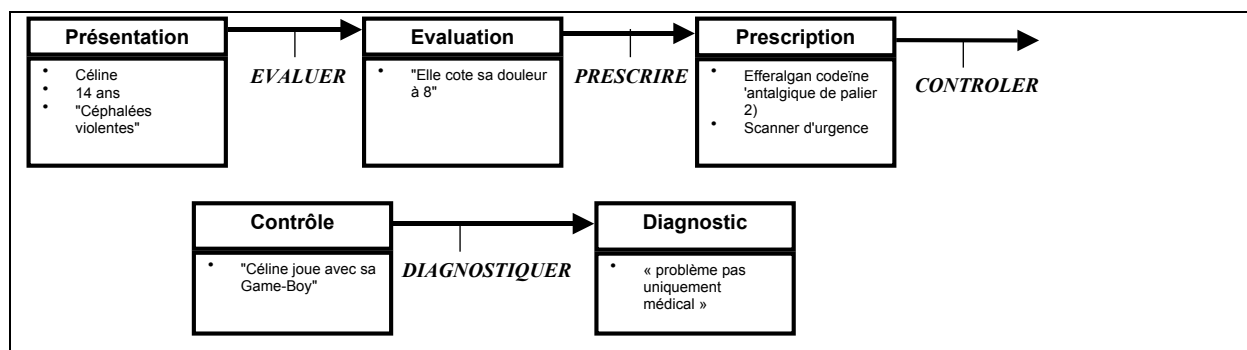 Présentation
• Céline
• 14 ans
• "Céphalées
violentes"
EVALUER
Evaluation
• "Elle cote sa douleur
à 8"
PRESCRIRE
Prescription
• Efferalgan codeïne
'antalgique de palier
2)
• Scanner d'urgence
CONTROLER
Contrôle
• "Céline joue avec sa
Game-Boy"
DIAGNOSTIQUER
Diagnostic
• « problème pas
uniquement
médical »